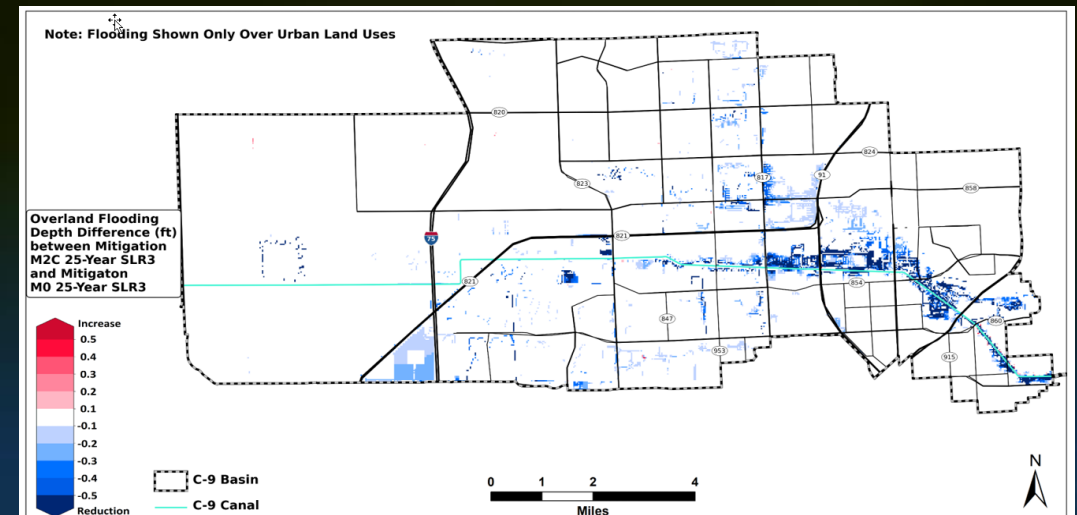 Note: Flooding Shown Only Over Urban Land Uses
820
824
817
91
823
858
821
75
821
854
847
860
953
915
Overland Flooding
Depth Difference (ft)
between Mitigation
M2C 25-Year SLR3
and Mitigaton
M0 25-Year SLR3
Increase
0.5
0.4
0.3
0.2
0.1
-0.1
-0.2
-0.3
-0.4
-0.5
Reduction
C-9 Basin
C-9 Canal
0 1 2 4
Miles
N